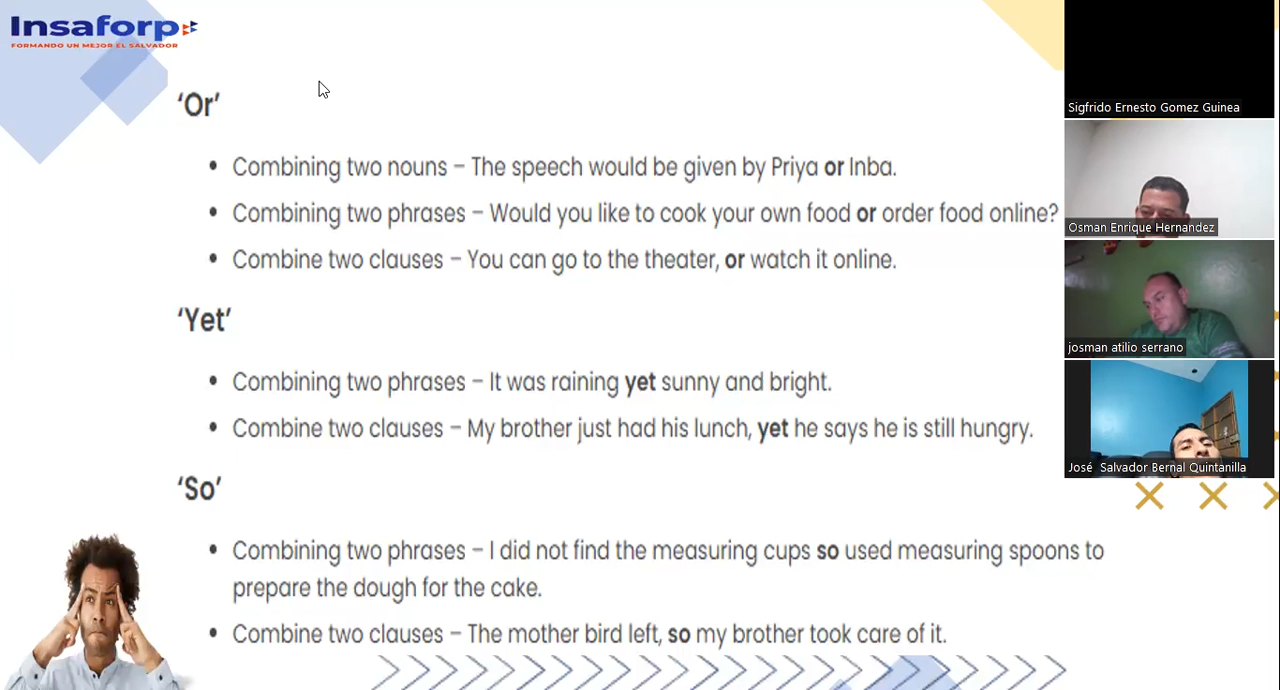 Insaforp
FORMANDO UN MEJOR EL SALVADOR
‘Or’
• Combining two nouns – The speech would be given by Priya or Inba.
• Combining two phrases – Would you like to cook your own food or order food online?
• Combine two clauses – You can go to the theater, or watch it online.
‘Yet’
• Combining two phrases – It was raining yet sunny and bright.
• Combine two clauses – My brother just had his lunch, yet he says he is still hungry.
‘So’
• Combining two phrases – I did not find the measuring cups so used measuring spoons to
prepare the dough for the cake.
• Combine two clauses – The mother bird left, so my brother took care of it.
Sigfrido Ernesto Gomez Guinea
Osman Enrique Hernandez
josman atilio serrano
José Salvador Bernal Quintanilla